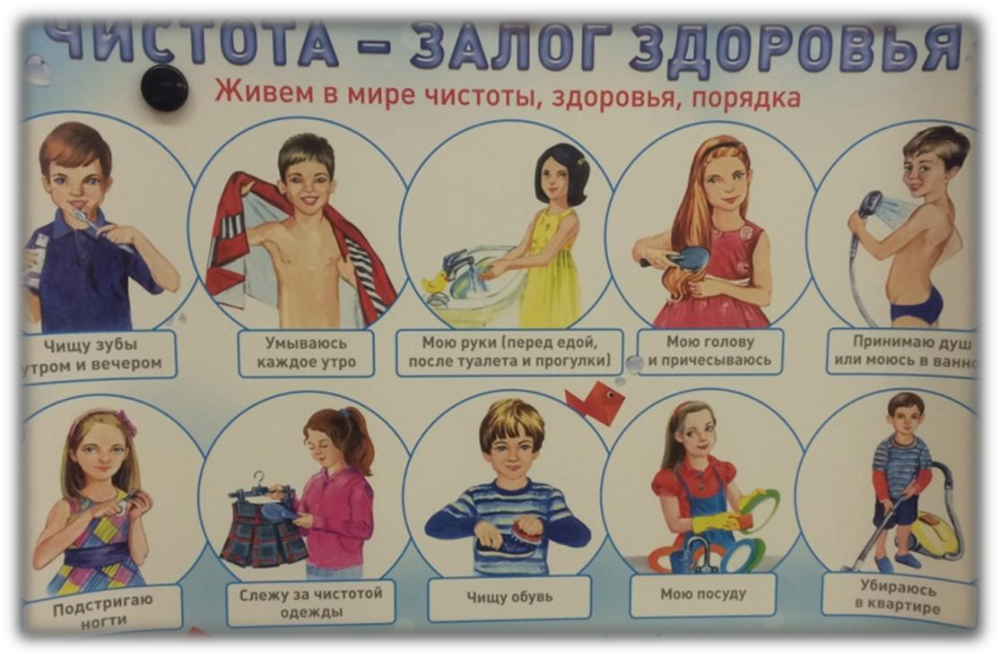 ЧИСТОТА – ЗАЛОГ ЗДОРОВЬЯ
Живем в мире чистоты, здоровья, порядка
Чищу зубы
утром и вечером
Умываюсь
каждое утро
Мою руки (перед едой,
после туалета и прогулки)
Мою голову
и причесываюсь
Принимаю душ
или моюсь в ванно
Подстригаю
ногти
Слежу за чистотой
одежды
Чищу обувь
Мою посуду
Убираюсь
в квартире